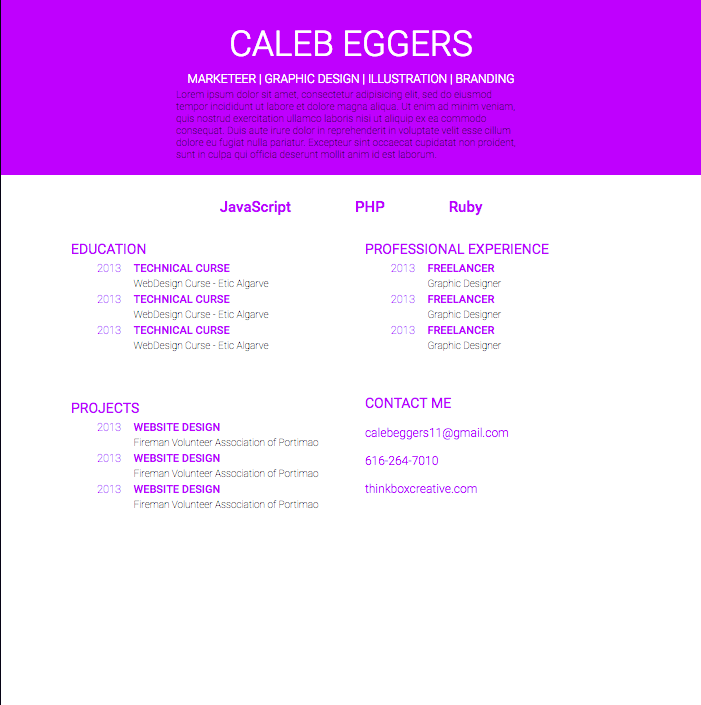 CALEB EGGERS
MARKETEER | GRAPHIC DESIGN | ILLUSTRATION | BRANDING
Lorem ipsum dolor sit amet, consectetur adipisicing elit, sed do eiusmod
tempor incididunt ut labore et dolore magna aliqua. Ut enim ad minim veniam,
quis nostrud exercitation ullamco laboris nisi ut aliquip ex ea commodo
consequat. Duis aute irure dolor in reprehenderit in voluptate velit esse cillum
dolore eu fugiat nulla pariatur. Excepteur sint occaecat cupidatat non proident,
sunt in culpa qui officia deserunt mollit anim id est laborum.
JavaScript PHP Ruby
EDUCATION
2013 TECHNICAL CURSE
WebDesign Curse - Etic Algarve
2013 TECHNICAL CURSE
WebDesign Curse - Etic Algarve
2013 TECHNICAL CURSE
WebDesign Curse - Etic Algarve
PROFESSIONAL EXPERIENCE
2013 FREELANCER
Graphic Designer
2013 FREELANCER
Graphic Designer
2013 FREELANCER
Graphic Designer
PROJECTS
2013 WEBSITE DESIGN
Fireman Volunteer Association of Portimao
2013 WEBSITE DESIGN
Fireman Volunteer Association of Portimao
2013 WEBSITE DESIGN
Fireman Volunteer Association of Portimao
CONTACT ME
calebeggers11@gmail.com
616-264-7010
thinkboxcreative.com